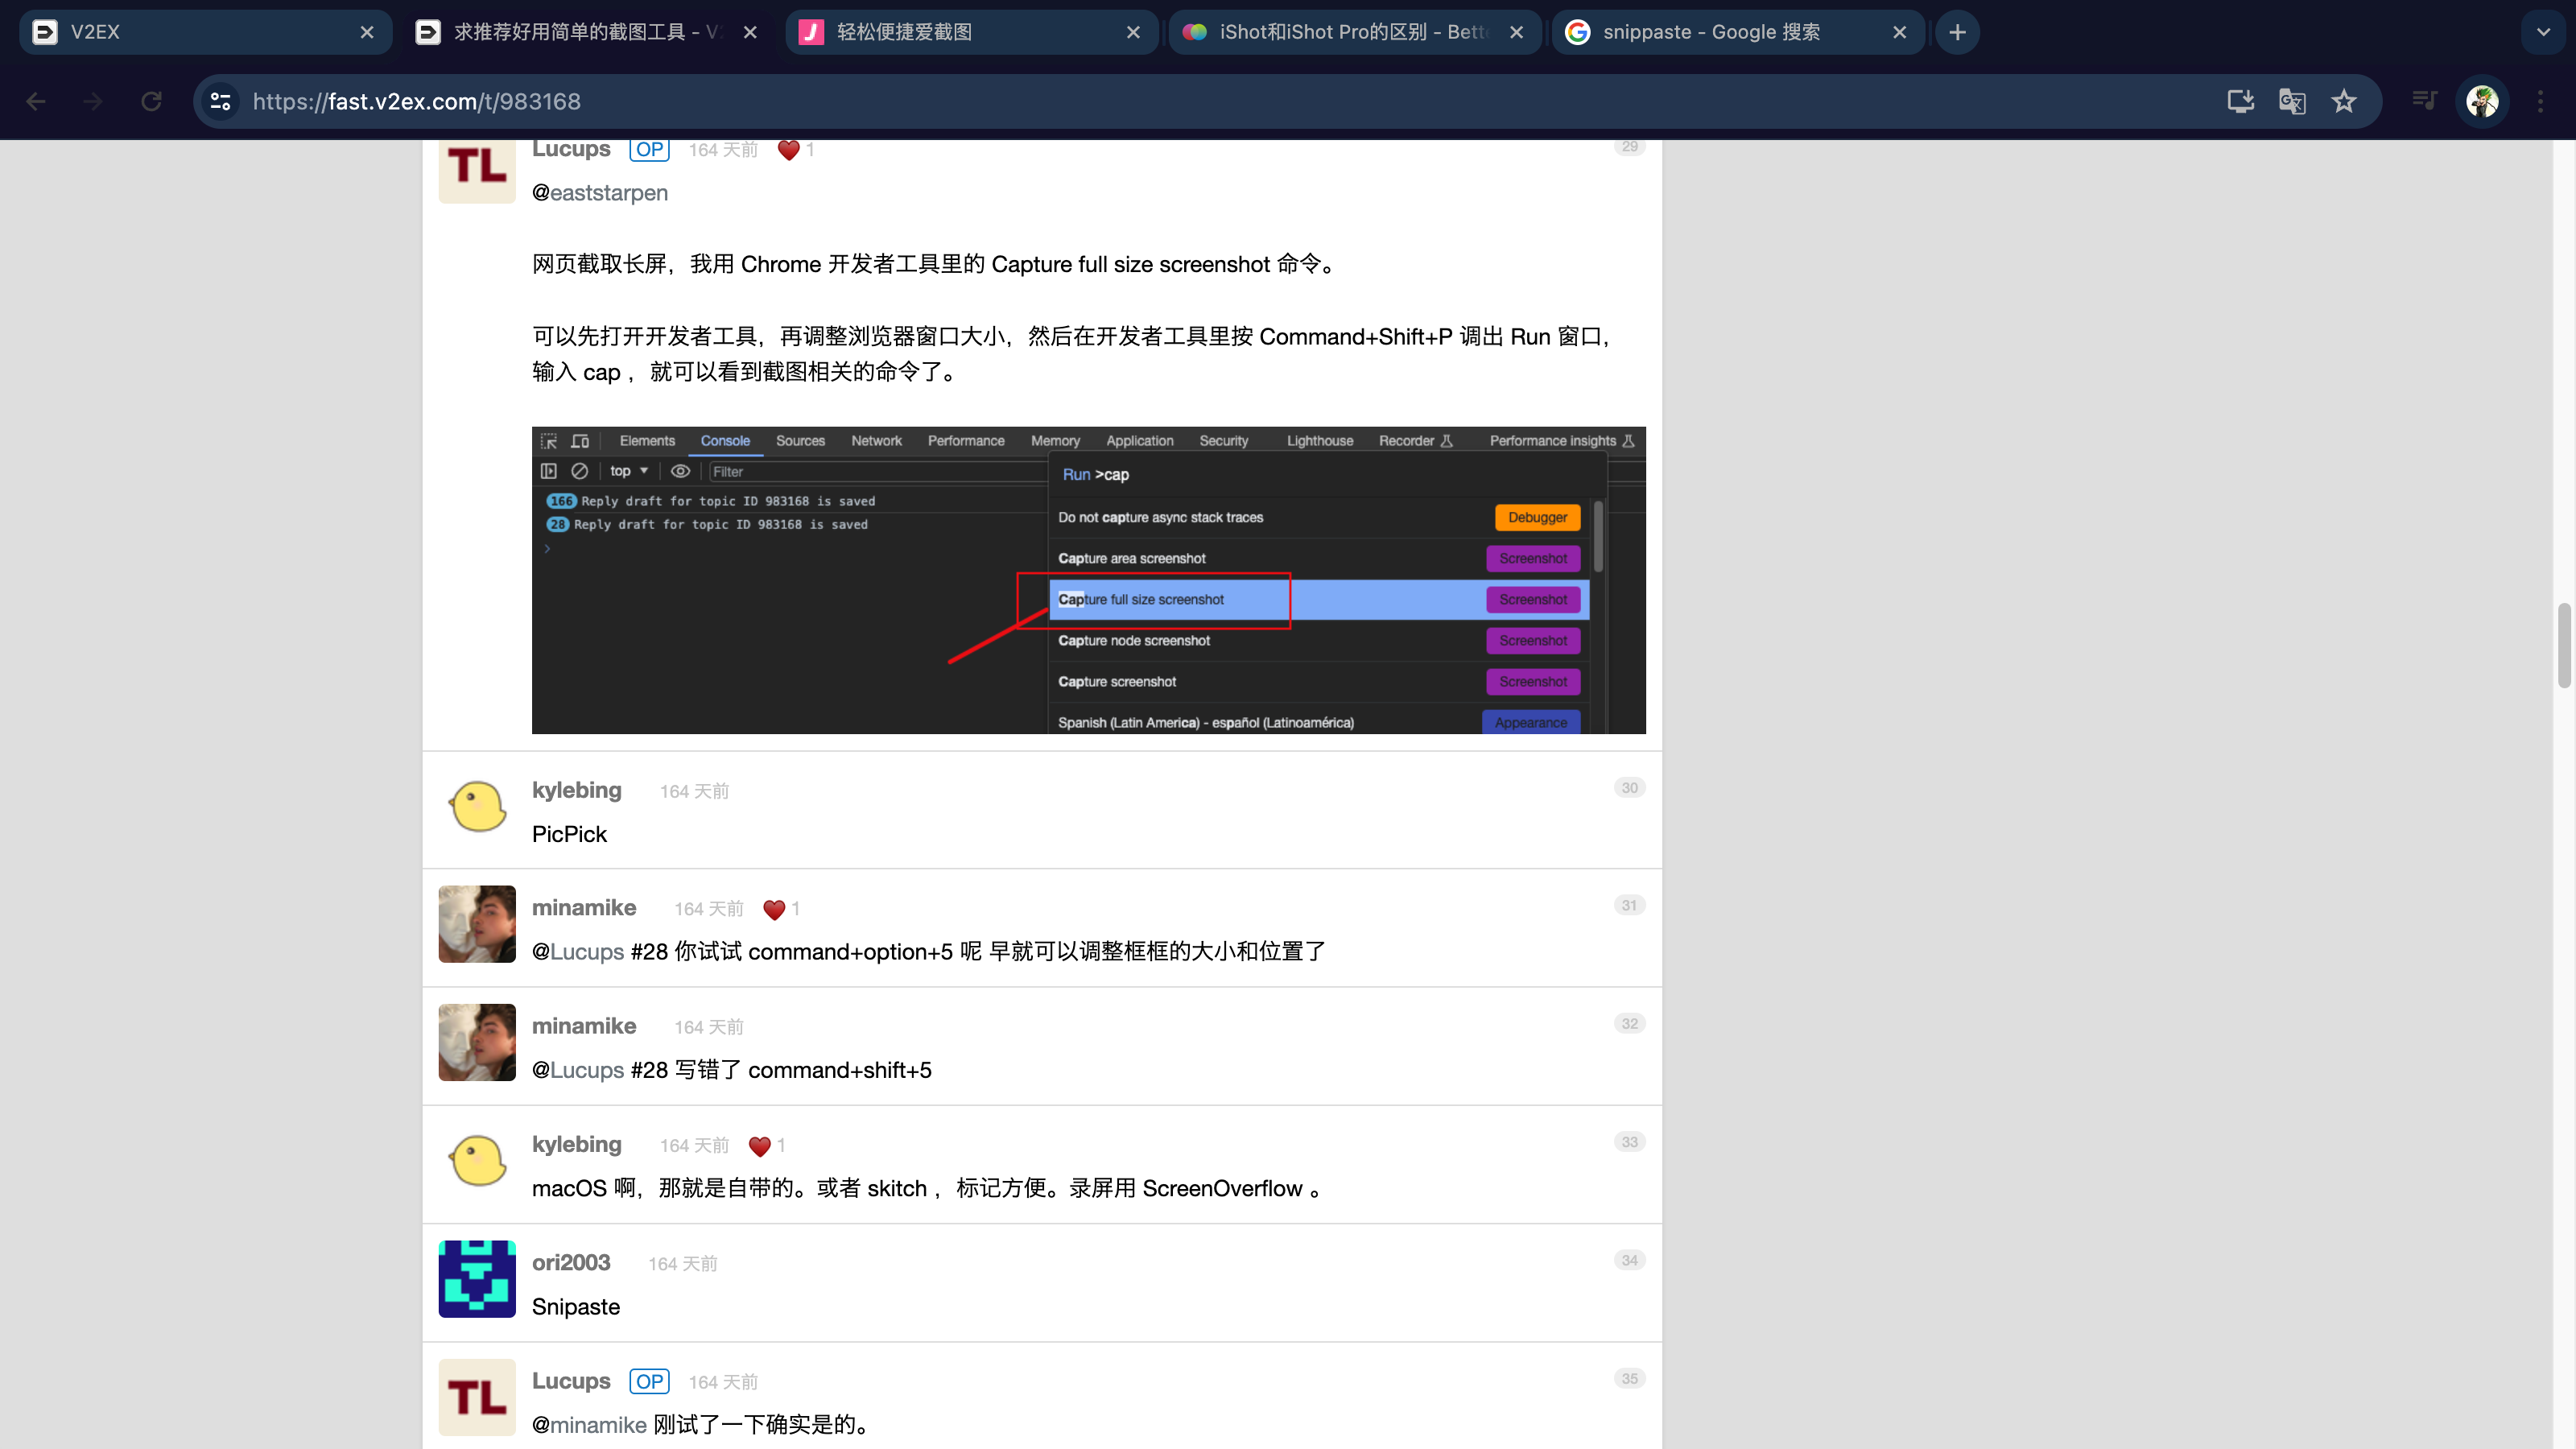 V2EX
求推荐好用简单的截图工具 - V2
轻松便捷爱截图
iShot和iShot Pro的区别 - Bette
snippaste - Google 搜索
https://fast.v2ex.com/t/983168
TL
Lucups OP 164 天前 1
29
@eaststarpen
网页截取长屏，我用 Chrome 开发者工具里的 Capture full size screenshot 命令。
可以先打开开发者工具，再调整浏览器窗口大小，然后在开发者工具里按 Command+Shift+P 调出 Run 窗口，
输入 cap ，就可以看到截图相关的命令了。
Elements Console Sources Network Performance Memory Application Security Lighthouse Recorder Performance insights
top Filter
Run >cap
166 Reply draft for topic ID 983168 is saved
28 Reply draft for topic ID 983168 is saved
Do not capture async stack traces Debugger
Capture area screenshot Screenshot
Capture full size screenshot Screenshot
Capture node screenshot Screenshot
Capture screenshot Screenshot
Spanish (Latin America) - español (Latinoamérica) Appearance
kylebing 164 天前
30
PicPick
minamike 164 天前 1
31
@Lucups #28 你试试 command+option+5 呢 早就可以调整框框的大小和位置了
minamike 164 天前
32
@Lucups #28 写错了 command+shift+5
kylebing 164 天前 1
33
macOS 啊，那就是自带的。或者 skitch ，标记方便。录屏用 ScreenOverflow 。
ori2003 164 天前
34
Snipaste
TL
Lucups OP 164 天前
35
@minamike 刚试了一下确实是的。